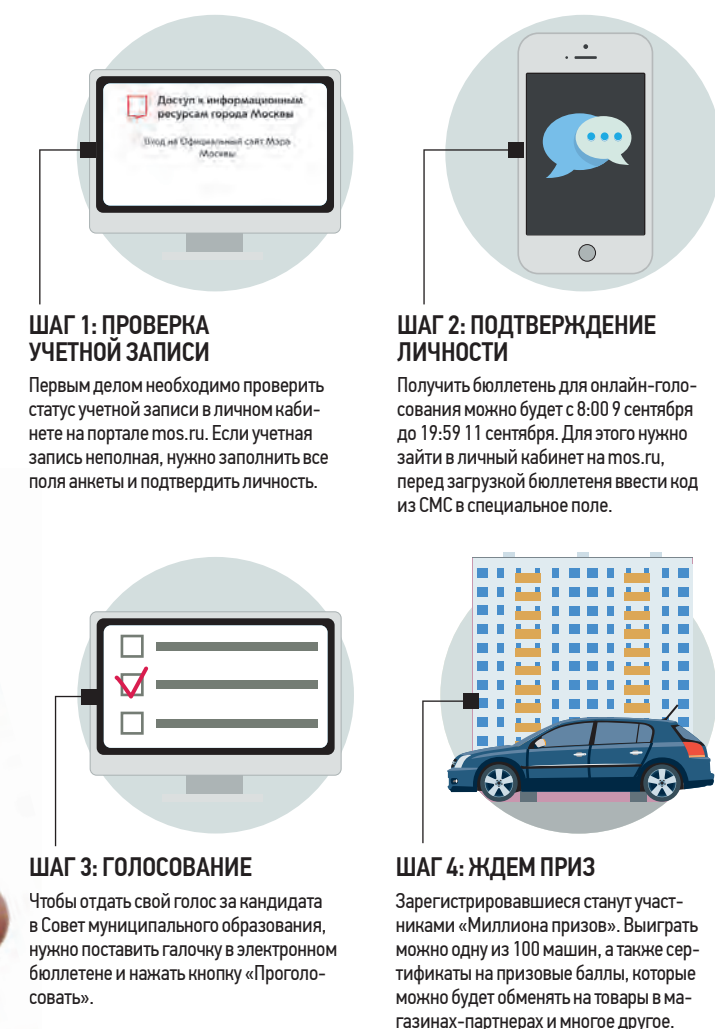 Доступ к информационным
ресурсам города Москвы
Вход на Официальный сайт Мэра
Москвы
ШАГ 1: ПРОВЕРКА
УЧЕТНОЙ ЗАПИСИ
Первым делом необходимо проверить
статус учетной записи в личном каби-
нете на портале mos.ru. Если учетная
запись неполная, нужно заполнить все
поля анкеты и подтвердить личность.
ШАГ 2: ПОДТВЕРЖДЕНИЕ
ЛИЧНОСТИ
Получить бюллетень для онлайн-голо-
сования можно будет с 8:00 9 сентября
до 19:59 11 сентября. Для этого нужно
зайти в личный кабинет на mos.ru,
перед загрузкой бюллетеня ввести код
из СМС в специальное поле.
ШАГ 3: ГОЛОСОВАНИЕ
Чтобы отдать свой голос за кандидата
в Совет муниципального образования,
нужно поставить галочку в электронном
бюллетене и нажать кнопку «Проголо-
совать».
ШАГ 4: ЖДЕМ ПРИЗ
Зарегистрировавшиеся станут участ-
никами «Миллиона призов». Выиграть
можно одну из 100 машин, а также сер-
тификаты на призовые баллы, которые
можно будет обменять на товары в ма-
газинах-партнерах и многое другое.